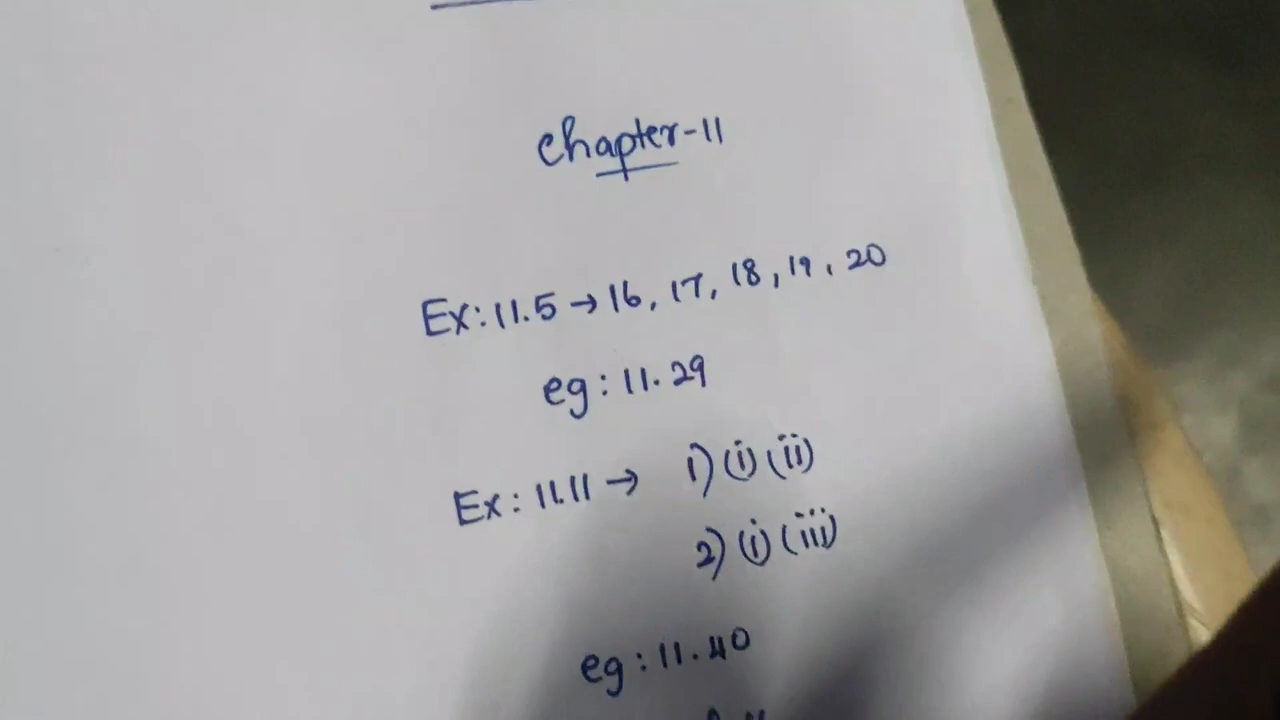 Chapter-11
Ex: 11.5 → 16, 17, 18, 19, 20
eg: 11.29
Ex: 11.11 → 1) (i) (ii)
2) (i) (iii)
eg: 11.40